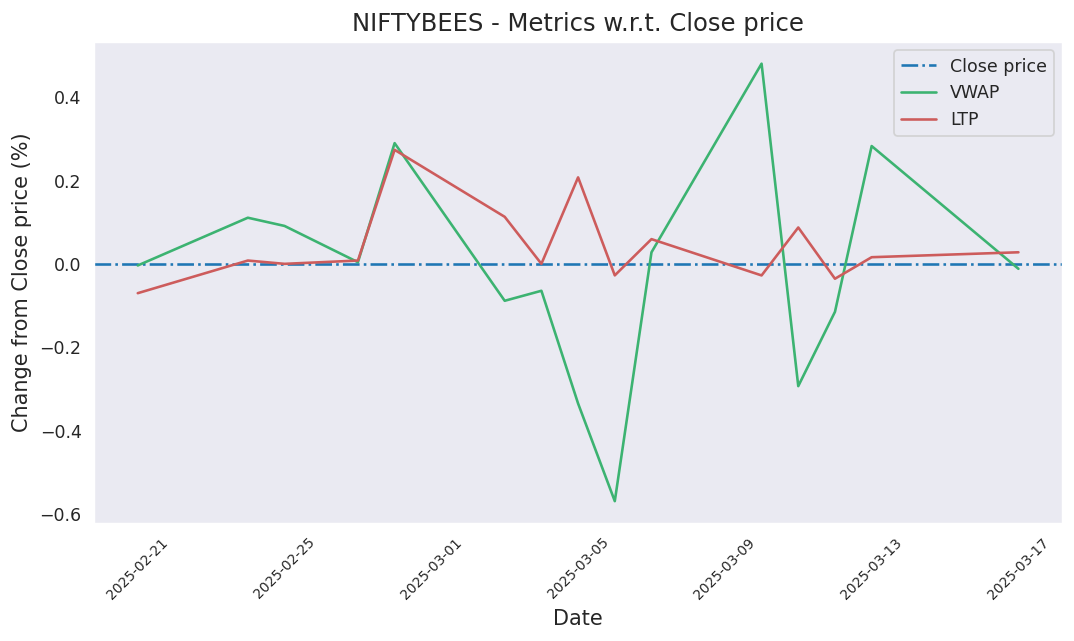 NIFTYBEES - Metrics w.r.t. Close price
Close price
VWAP
LTP
Change from Close price (%)
0.4
0.2
0.0
−0.2
−0.4
−0.6
2025-02-21
2025-02-25
2025-03-01
2025-03-05
2025-03-09
2025-03-13
2025-03-17
Date